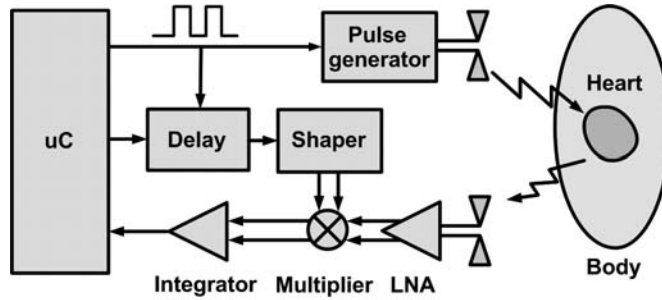 Pulse
generator
Heart
uC
Delay
Shaper
Integrator
Multiplier
LNA
Body